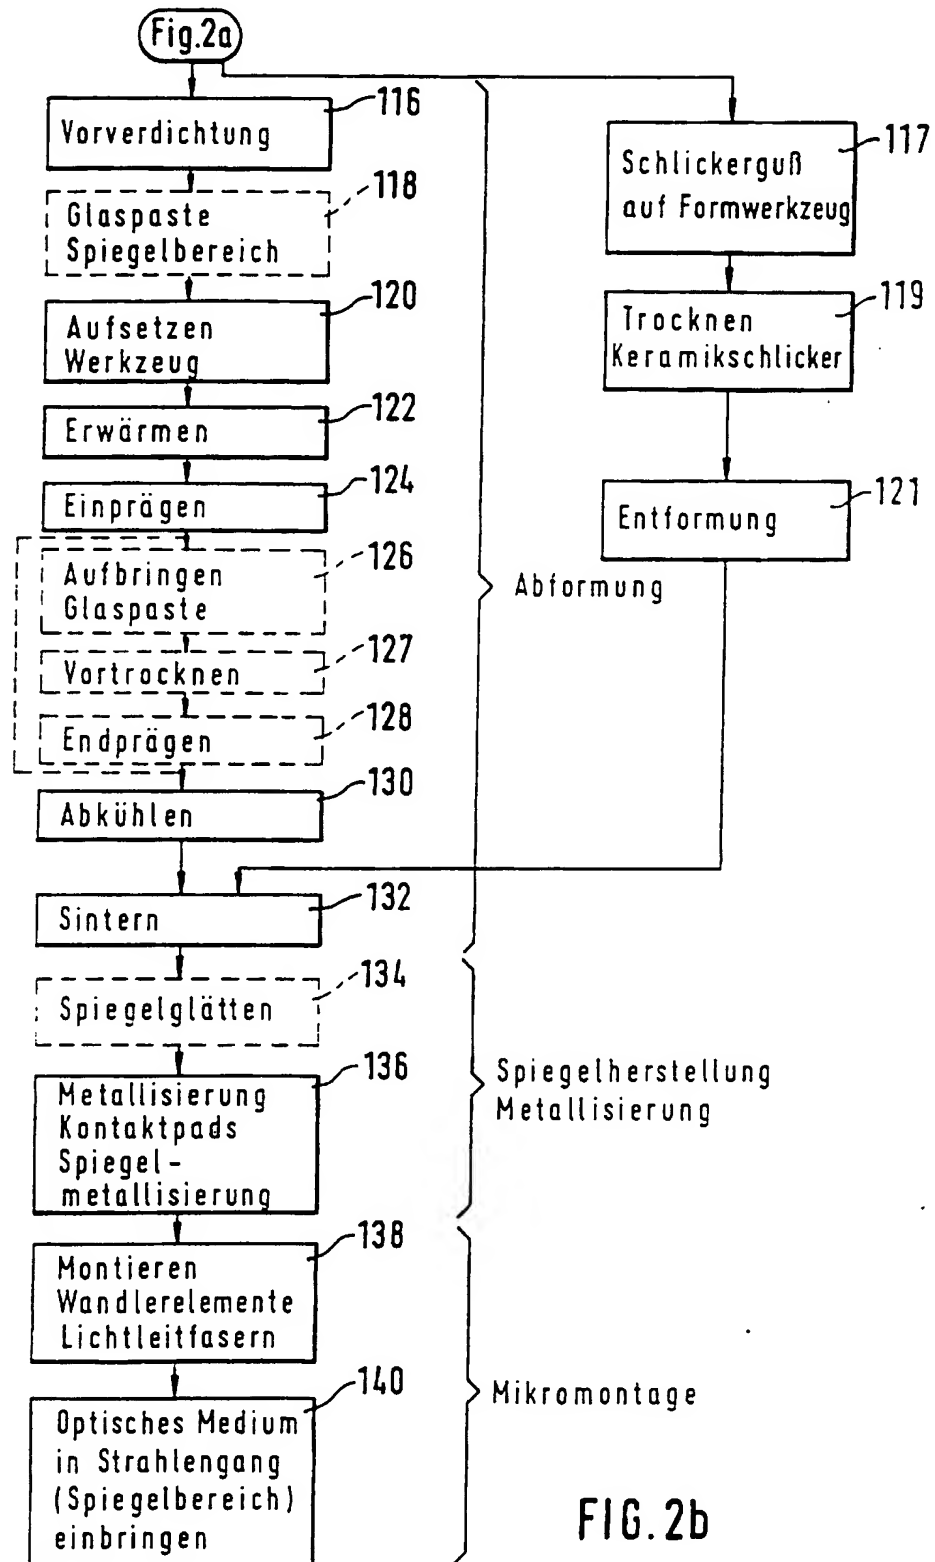 Fig.2a
Vorverdichtung
116
Glaspaste
Spiegelbereich
118
Aufsetzen
Werkzeug
120
Erwärmen
122
Einprägen
124
Aufbringen
Glaspaste
126
Vortrocknen
127
Endprägen
128
Abkühlen
130
Sintern
132
Spiegelglätten
134
Metallisierung
Kontaktpads
Spiegel-
metallisierung
136
Montieren
Wandlerelemente
Lichtleitfasern
138
Optisches Medium
in Strahlengang
(Spiegelbereich)
einbringen
140
Schlickerguß
auf Formwerkzeug
117
Trocknen
Keramikschlicker
119
Entformung
121
Abformung
Spiegelherstellung
Metallisierung
Mikromontage
FIG. 2b